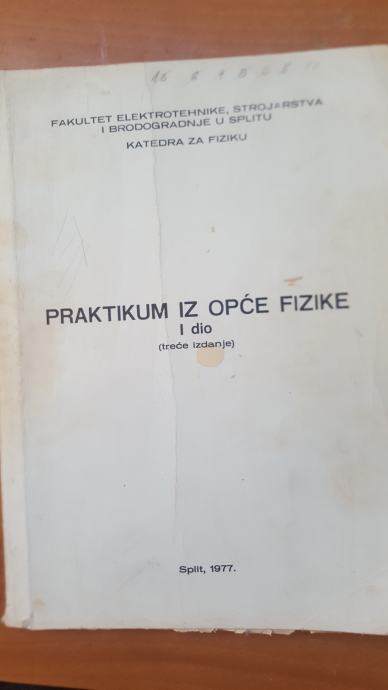 FAKULTET ELEKTROTEHNIKE, STROJARSTVA
I BRODOGRADNJE U SPLITU
KATEDRA ZA FIZIKU
PRAKTIKUM IZ OPĆE FIZIKE
I dio
(treće izdanje)
Split, 1977.